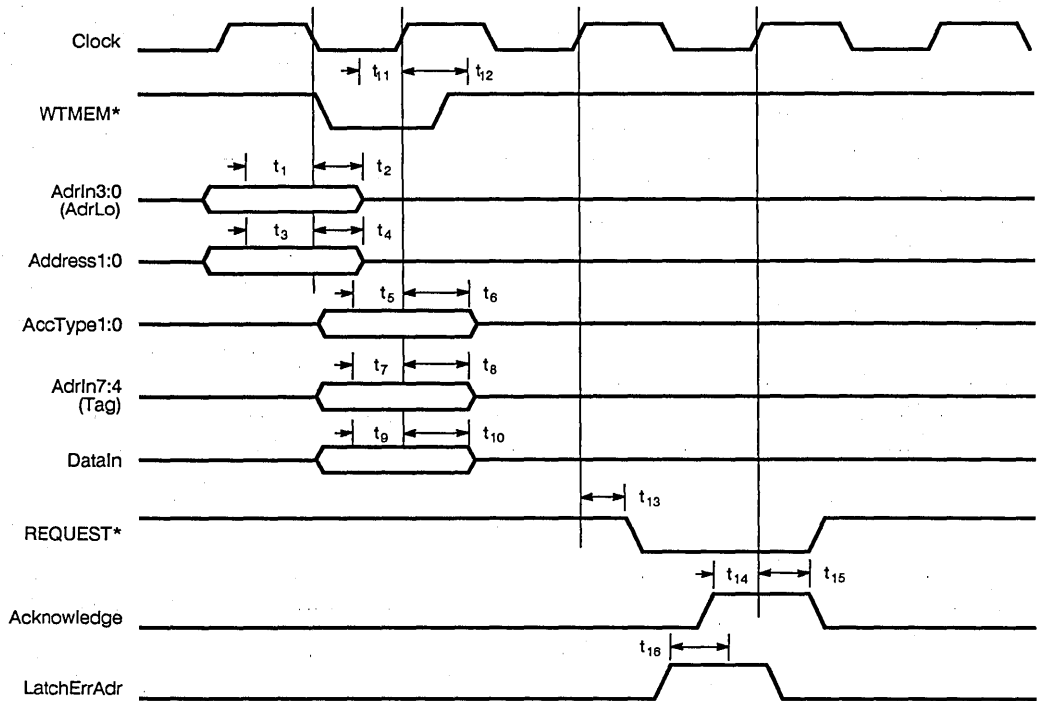 Clock
t11 t12
WTMEM*
t1 t2
AdrIn3:0
(AdrLo)
t3 t4
Address1:0
t5 t6
AccType1:0
t7 t8
AdrIn7:4
(Tag)
t9 t10
DataIn
t13
REQUEST*
t14 t15
Acknowledge
t16
LatchErrAdr